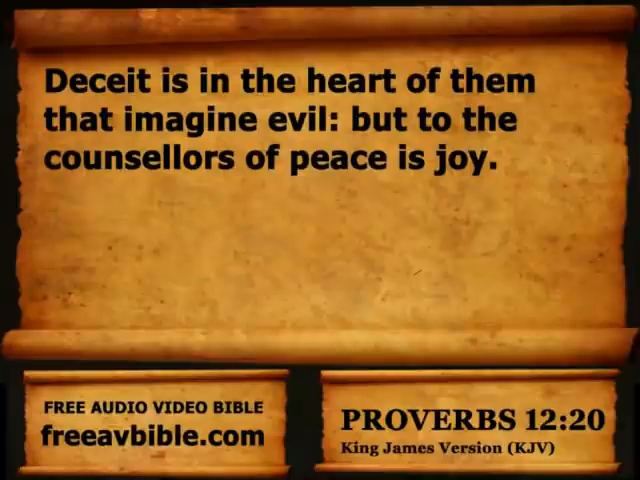 Deceit is in the heart of them
that imagine evil: but to the
counsellors of peace is joy.
FREE AUDIO VIDEO BIBLE
freeavbible.com
PROVERBS 12:20
King James Version (KJV)